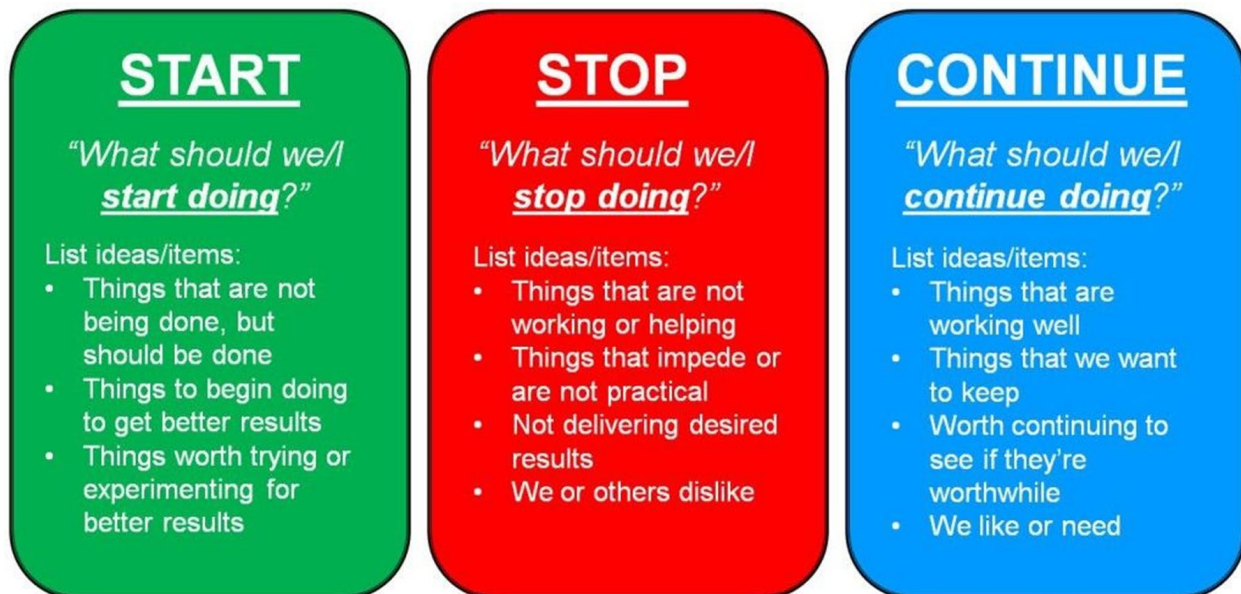 START
“What should we/I
start doing?”
List ideas/items:
• Things that are not
being done, but
should be done
• Things to begin doing
to get better results
• Things worth trying or
experimenting for
better results
STOP
“What should we/I
stop doing?”
List ideas/items:
• Things that are not
working or helping
• Things that impede or
are not practical
• Not delivering desired
results
• We or others dislike
CONTINUE
“What should we/I
continue doing?”
List ideas/items:
• Things that are
working well
• Things that we want
to keep
• Worth continuing to
see if they’re
worthwhile
• We like or need